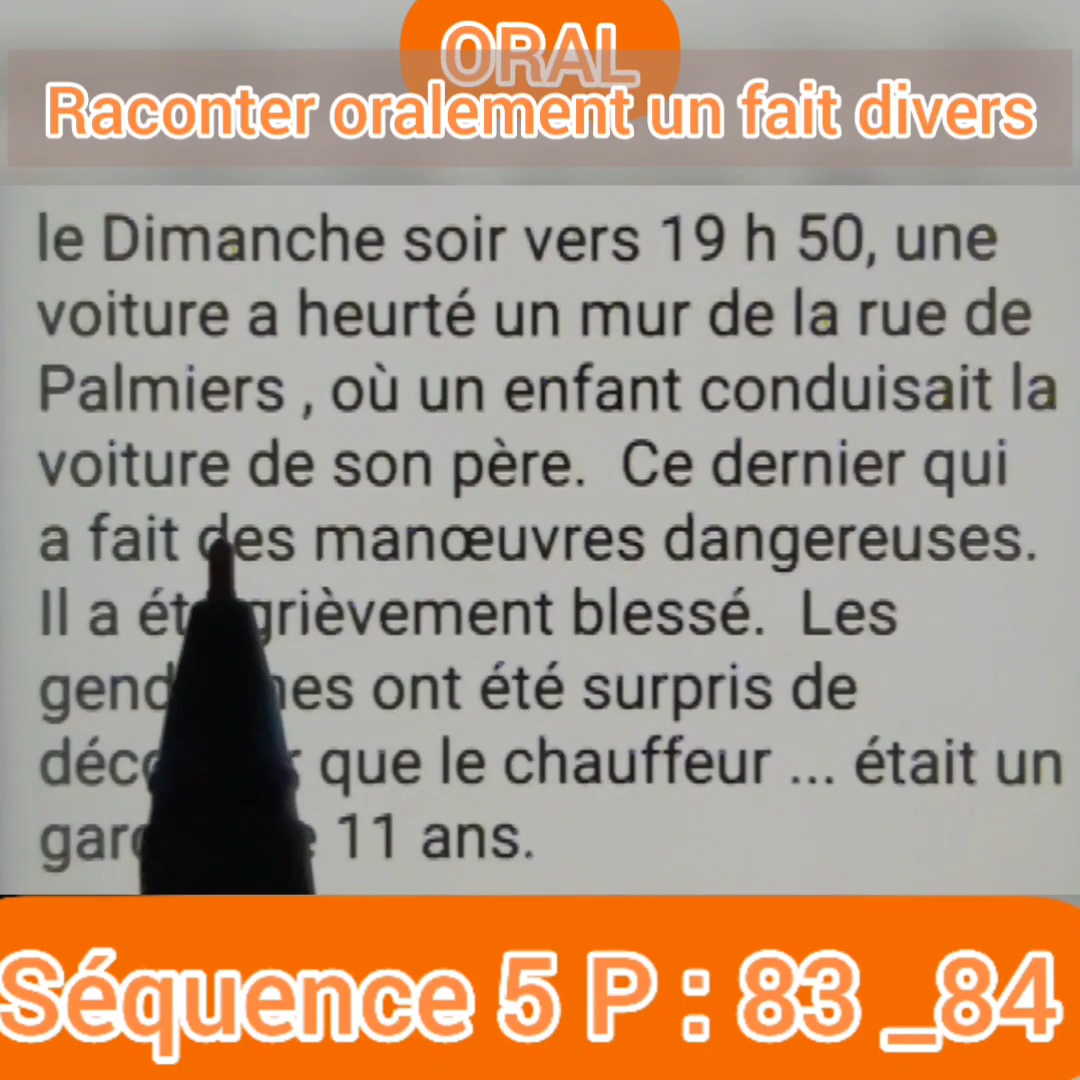 ORAL
Raconter oralement un fait divers
le Dimanche soir vers 19 h 50, une
voiture a heurté un mur de la rue de
Palmiers , où un enfant conduisait la
voiture de son père. Ce dernier qui
a fait des manœuvres dangereuses.
Il a grièvement blessé. Les
ont été surpris de
que le chauffeur ... était un
11 ans.
Séquence 5 P : 83 _84